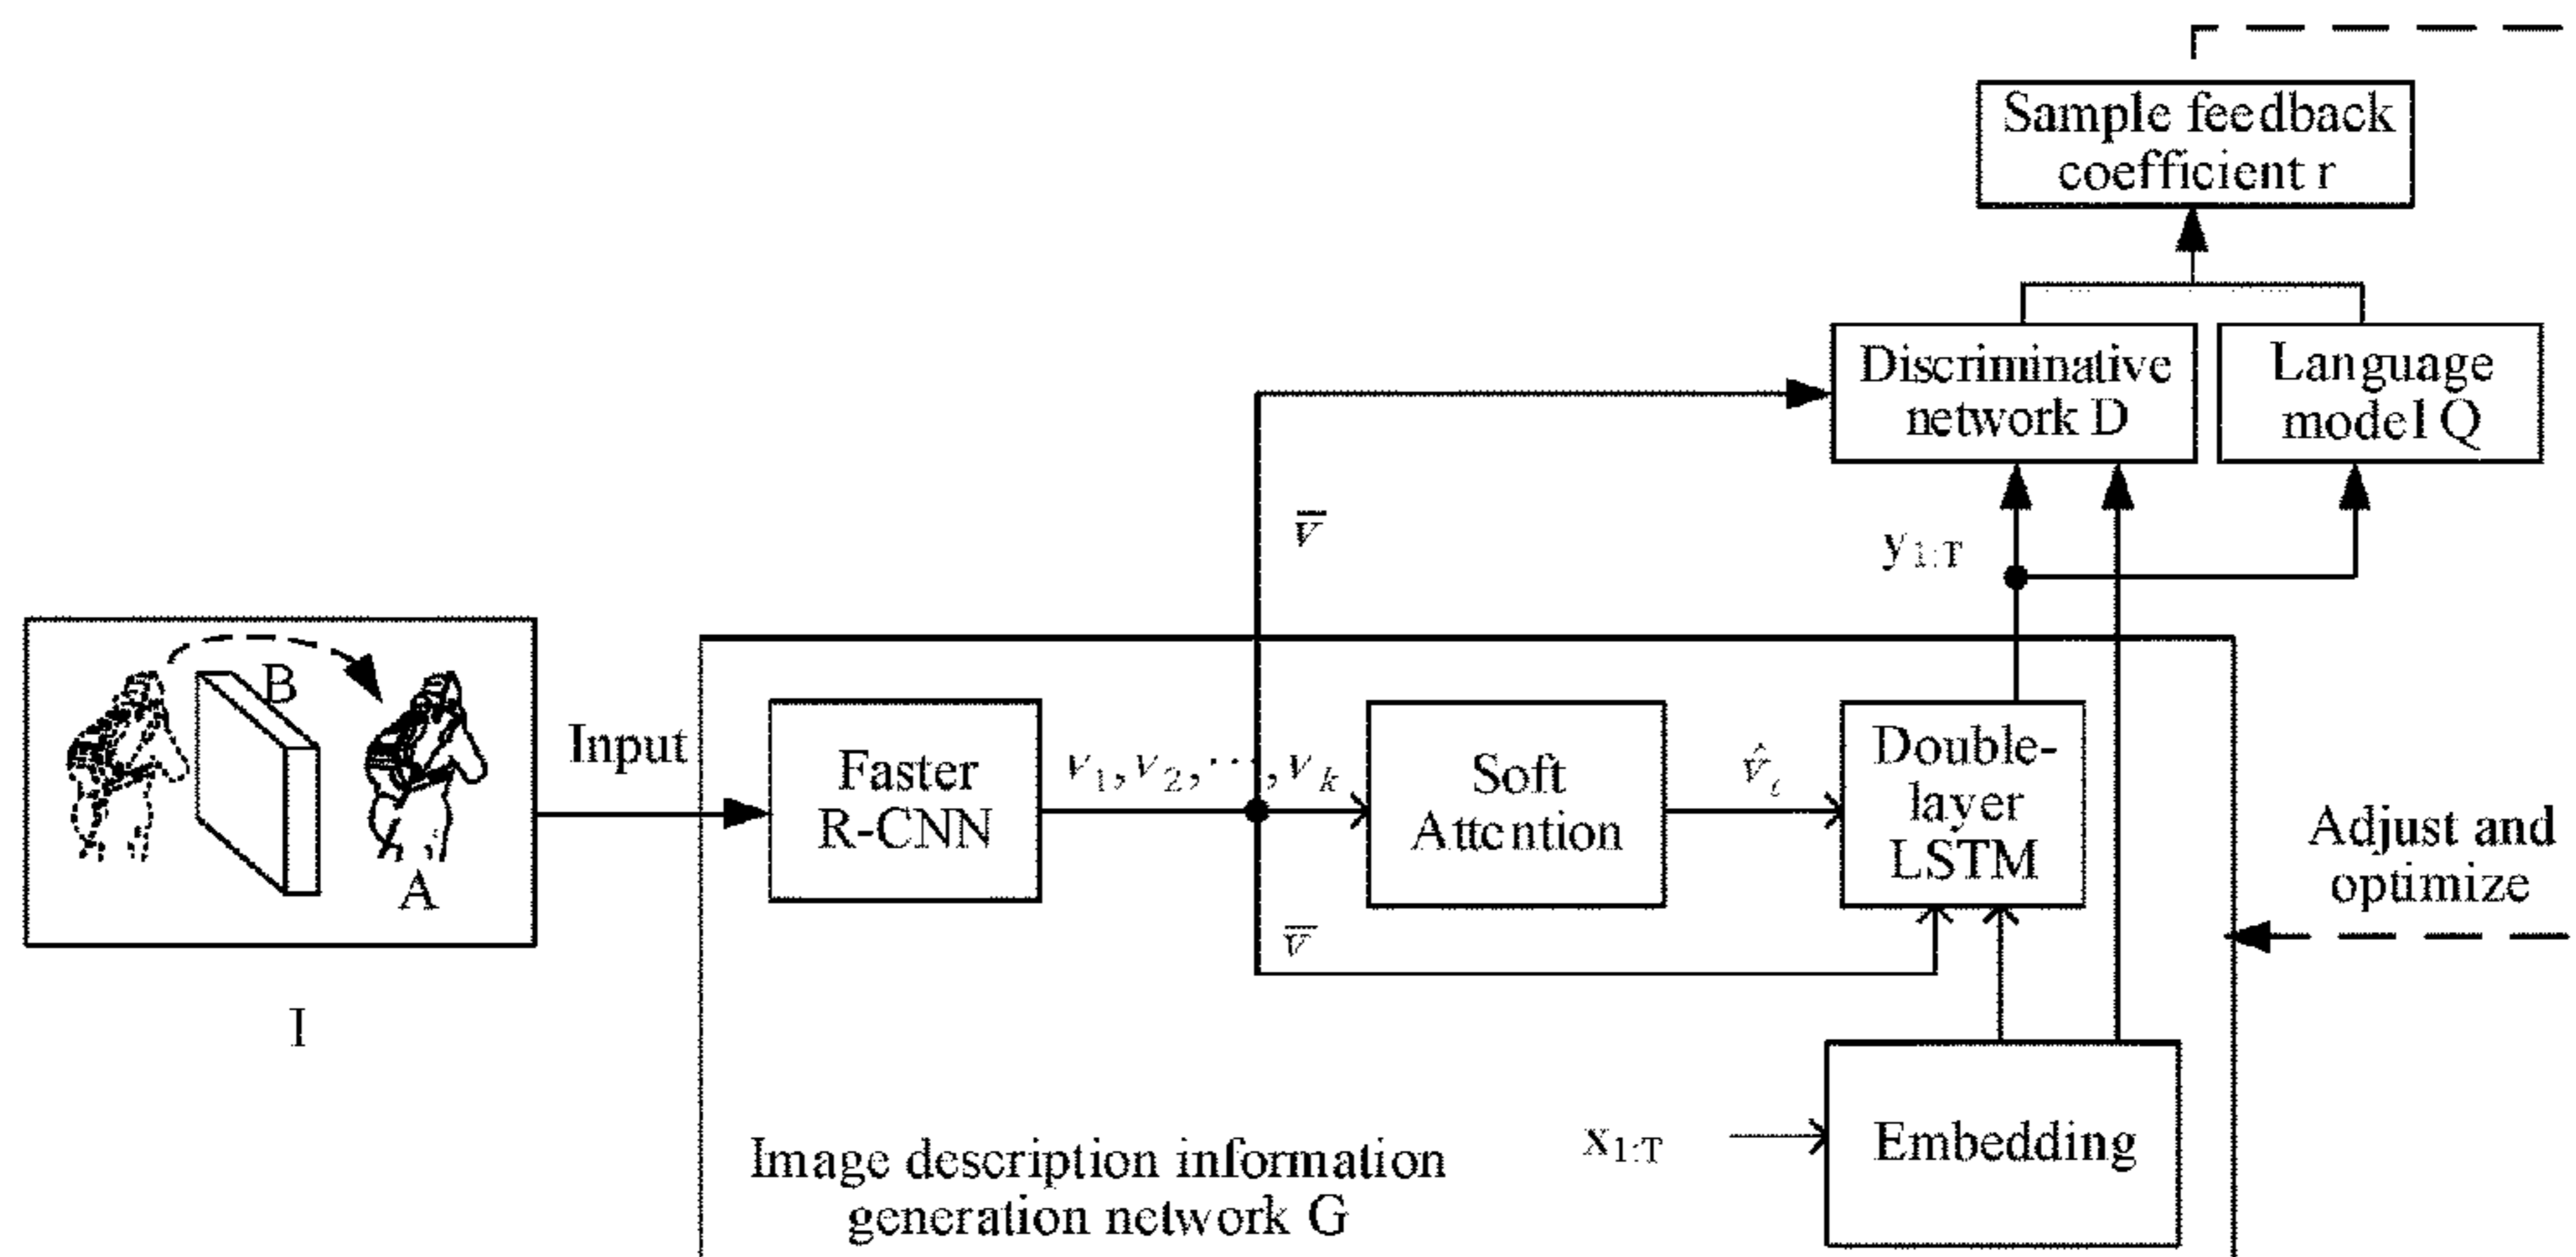 Sample feedback
coefficient r
Discriminative
network D
Language
model Q
v̅
y1:T
B
A
I
Input
Faster
R-CNN
v1, v2, ⋯, vk
Soft
Attention
v̂t
Double-
layer
LSTM
v̅
Adjust and
optimize
x1:T
Embedding
Image description information
generation network G